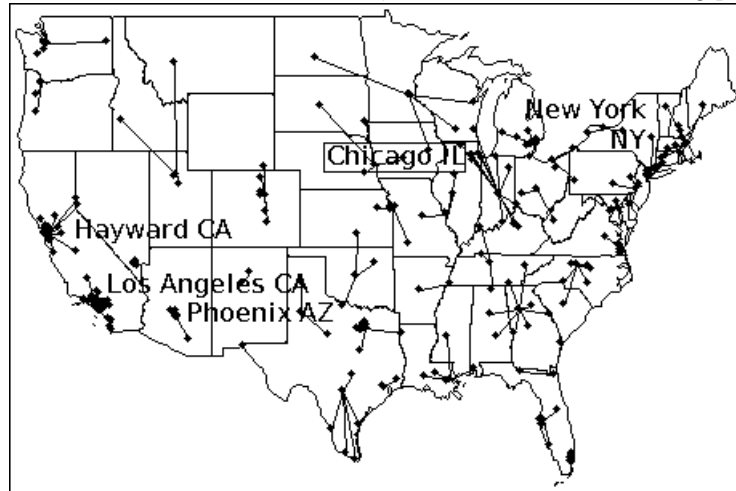 New York
NY
Chicago IL
Hayward CA
Los Angeles CA
Phoenix AZ